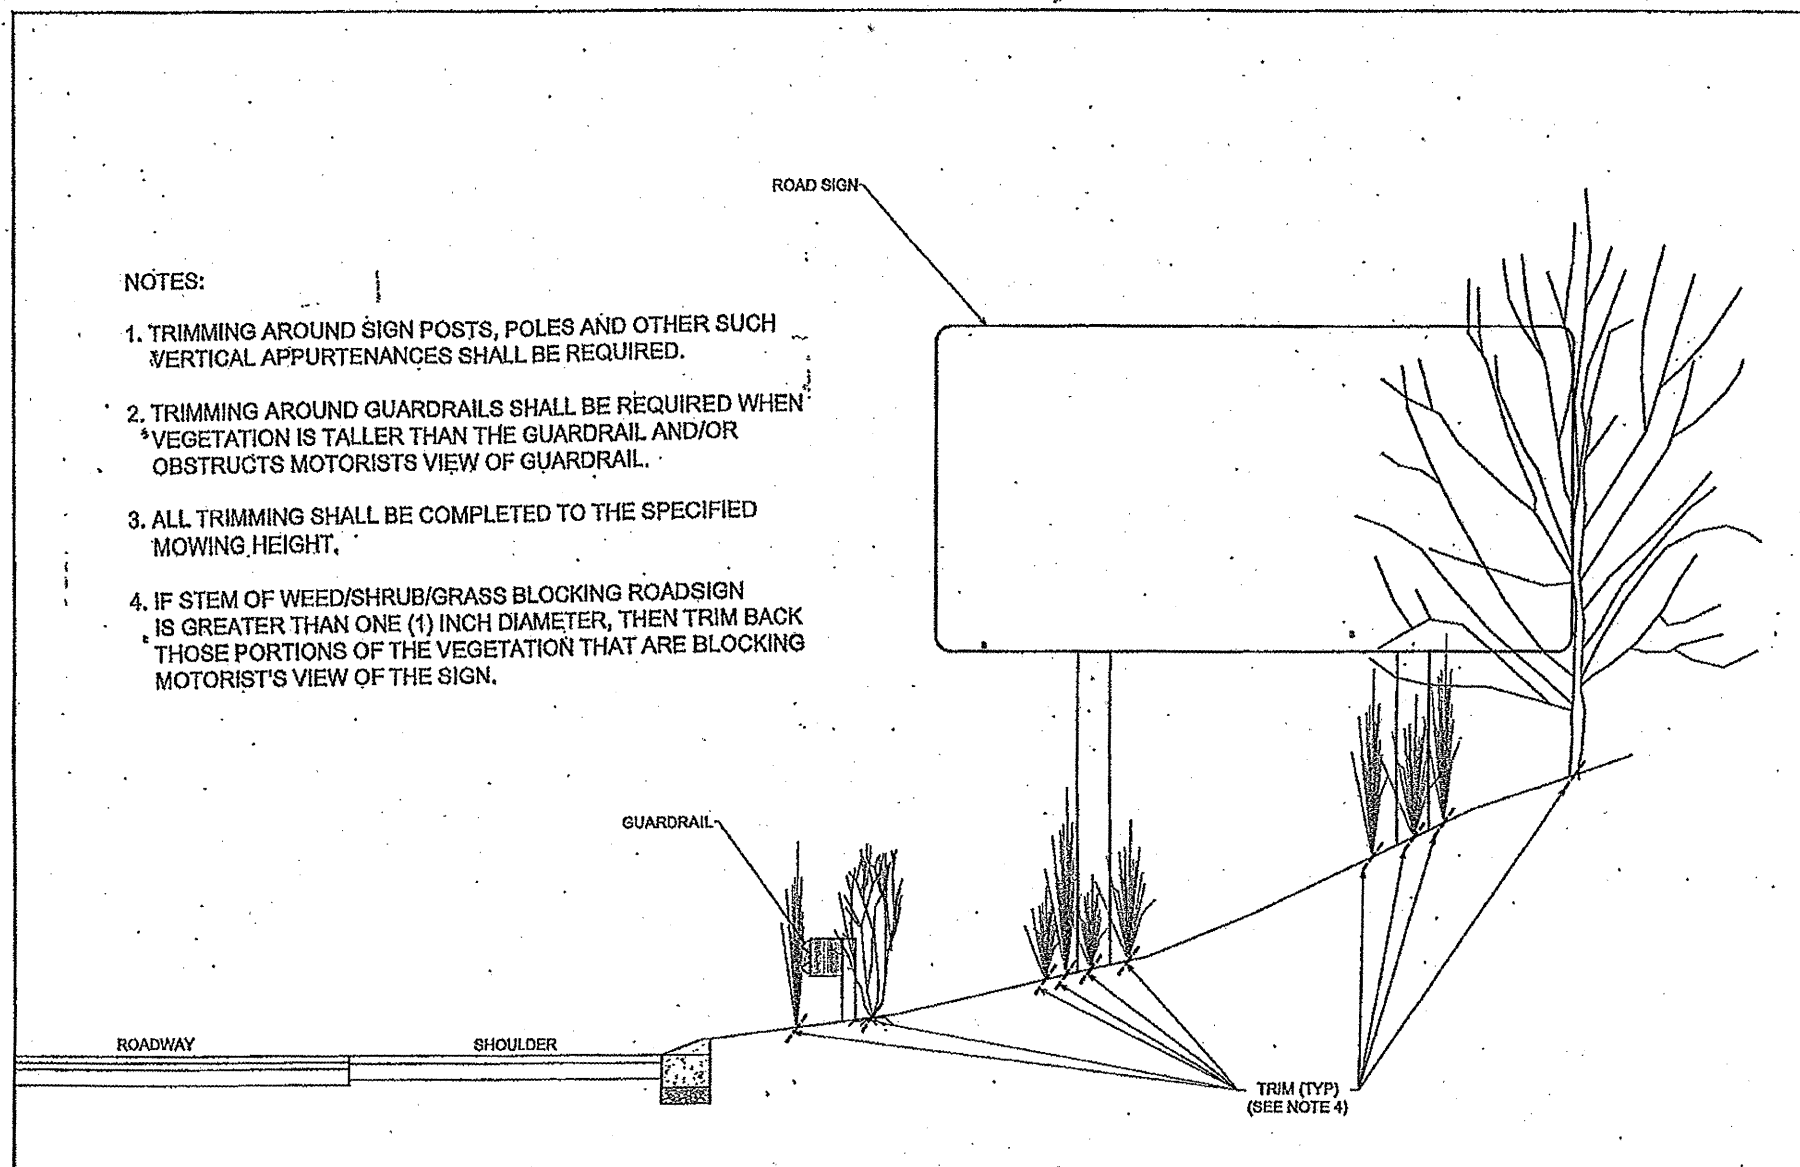 ROAD SIGN
NOTES:
1. TRIMMING AROUND SIGN POSTS, POLES AND OTHER SUCH
VERTICAL APPURTENANCES SHALL BE REQUIRED.
2. TRIMMING AROUND GUARDRAILS SHALL BE REQUIRED WHEN
VEGETATION IS TALLER THAN THE GUARDRAIL AND/OR
OBSTRUCTS MOTORISTS VIEW OF GUARDRAIL.
3. ALL TRIMMING SHALL BE COMPLETED TO THE SPECIFIED
MOWING HEIGHT.
4. IF STEM OF WEED/SHRUB/GRASS BLOCKING ROADSIGN
IS GREATER THAN ONE (1) INCH DIAMETER, THEN TRIM BACK
THOSE PORTIONS OF THE VEGETATION THAT ARE BLOCKING
MOTORIST'S VIEW OF THE SIGN.
GUARDRAIL
ROADWAY
SHOULDER
TRIM (TYP)
(SEE NOTE 4)